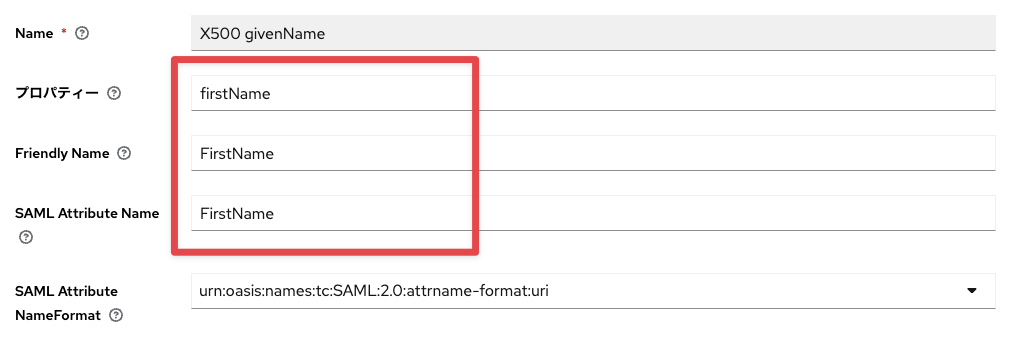 Name * X500 givenName
プロパティー firstName
Friendly Name FirstName
SAML Attribute Name FirstName
SAML Attribute NameFormat urn:oasis:names:tc:SAML:2.0:attrname-format:uri